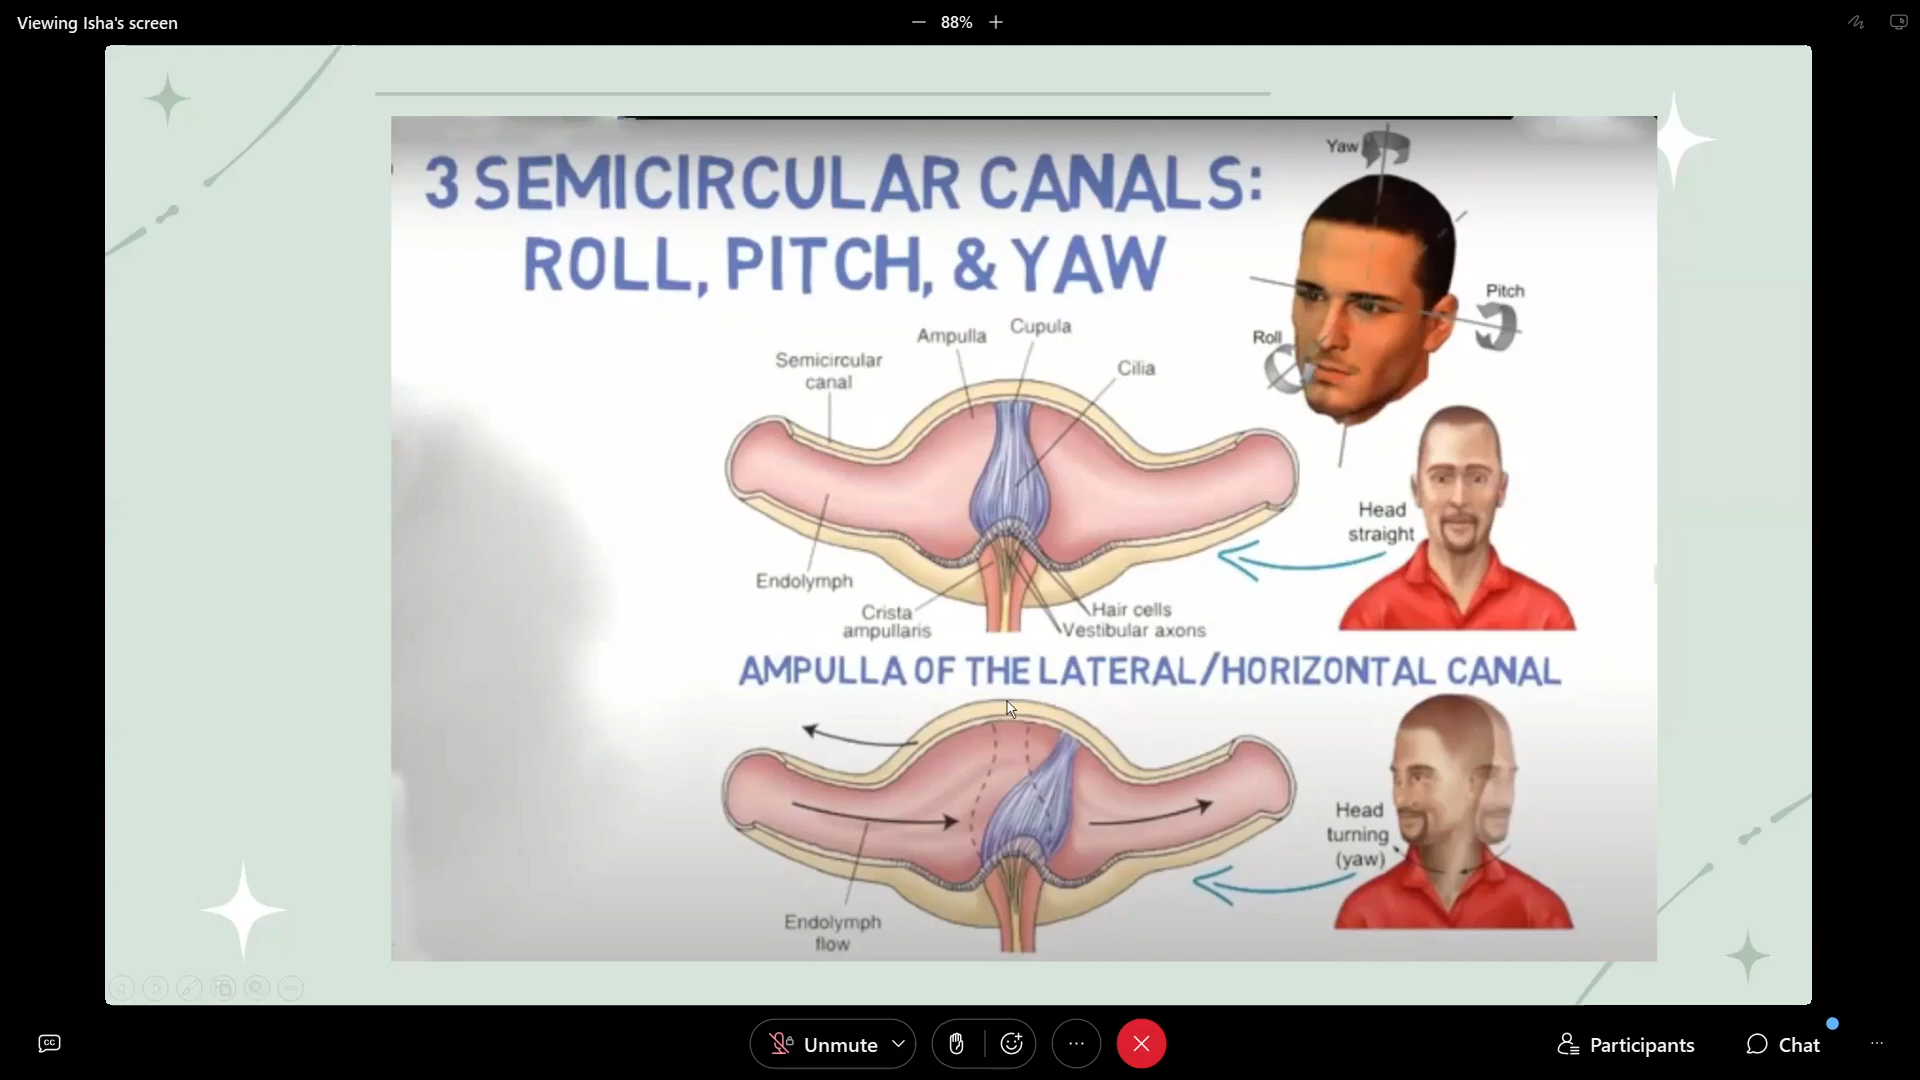 Viewing Isha's screen
88%
3 SEMICIRCULAR CANALS:
ROLL, PITCH, & YAW
Yaw
Pitch
Roll
Ampulla
Cupula
Semicircular
canal
Cilia
Head
straight
Endolymph
Crista
ampullaris
Hair cells
Vestibular axons
AMPULLA OF THE LATERAL/HORIZONTAL CANAL
Head
turning
(yaw)
Endolymph
flow
CC
Unmute
Participants
Chat